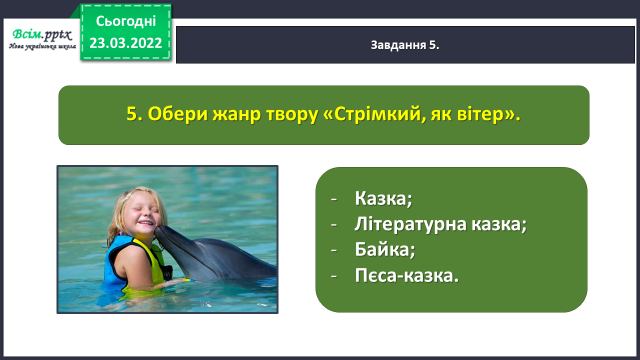 Всім.pptx
Нова українська школа
Сьогодні
23.03.2022
Завдання 5.
5. Обери жанр твору «Стрімкий, як вітер».
- Казка;
- Літературна казка;
- Байка;
- Пєса-казка.